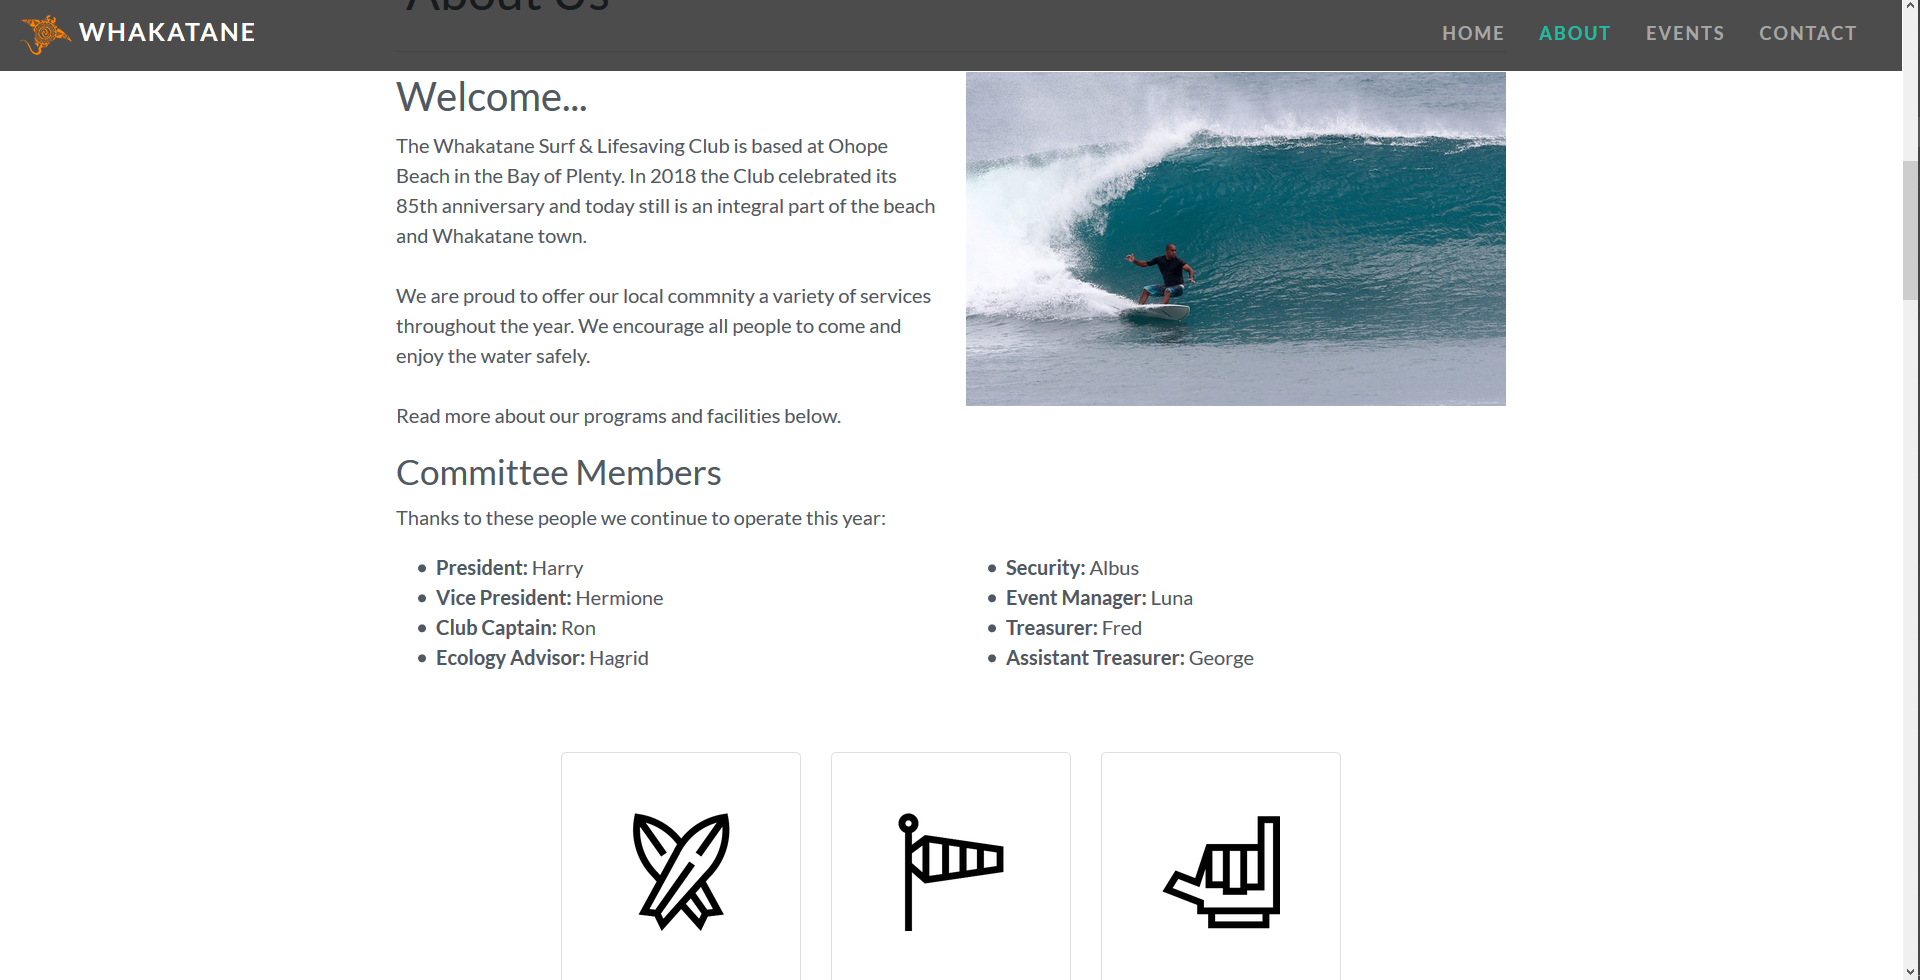 About Us
WHAKATANE
HOME ABOUT EVENTS CONTACT
Welcome...
The Whakatane Surf & Lifesaving Club is based at Ohope
Beach in the Bay of Plenty. In 2018 the Club celebrated its
85th anniversary and today still is an integral part of the beach
and Whakatane town.
We are proud to offer our local commnity a variety of services
throughout the year. We encourage all people to come and
enjoy the water safely.
Read more about our programs and facilities below.
Committee Members
Thanks to these people we continue to operate this year:
President: Harry
Vice President: Hermione
Club Captain: Ron
Ecology Advisor: Hagrid
Security: Albus
Event Manager: Luna
Treasurer: Fred
Assistant Treasurer: George